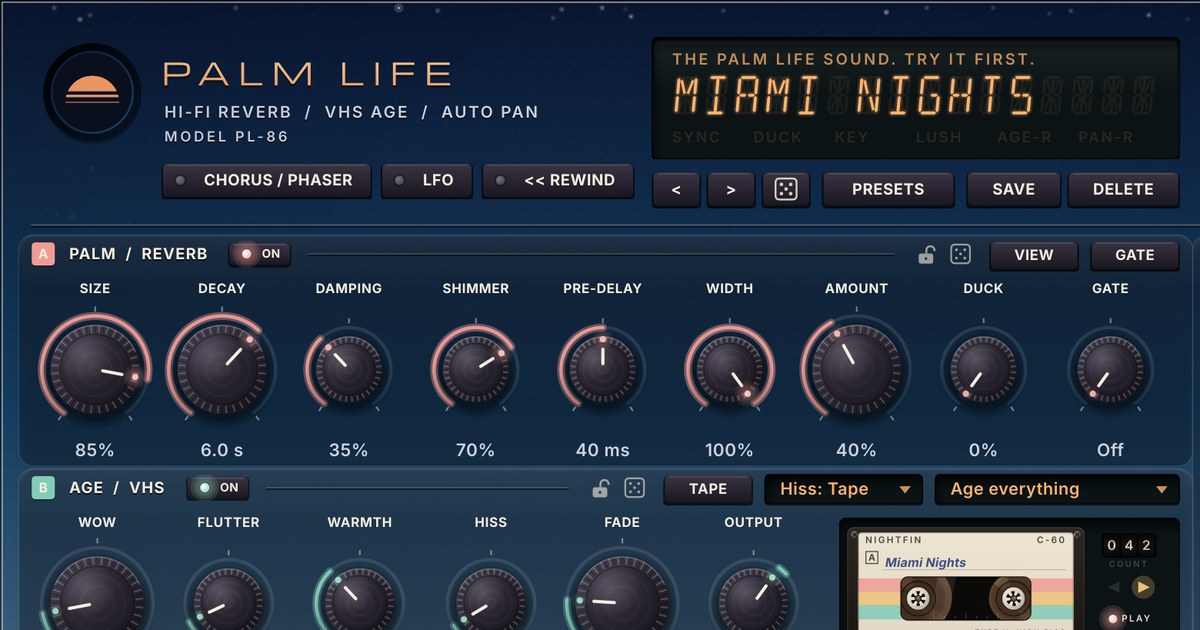 PALM LIFE
HI-FI REVERB / VHS AGE / AUTO PAN
MODEL PL-86
CHORUS / PHASER LFO << REWIND
THE PALM LIFE SOUND. TRY IT FIRST.
MIAMI NIGHTS
SYNC DUCK KEY LUSH AGE-R PAN-R
< > PRESETS SAVE DELETE
A PALM / REVERB ON VIEW GATE
SIZE DECAY DAMPING SHIMMER PRE-DELAY WIDTH AMOUNT DUCK GATE
85% 6.0 s 35% 70% 40 ms 100% 40% 0% Off
B AGE / VHS ON TAPE Hiss: Tape Age everything
WOW FLUTTER WARMTH HISS FADE OUTPUT
NIGHTFIN C-60
A Miami Nights
042
COUNT
PLAY